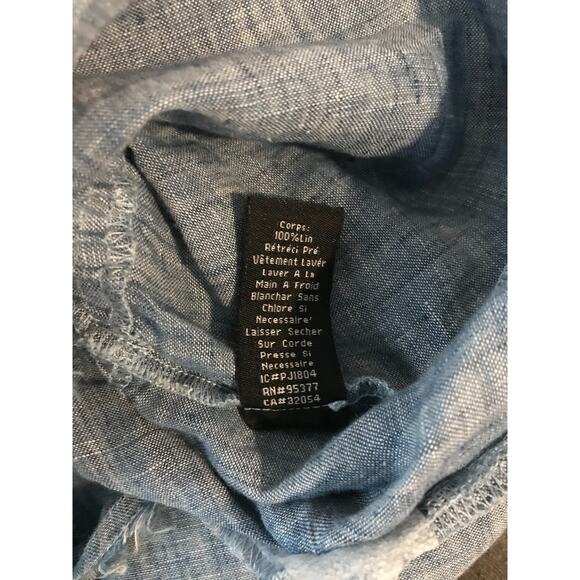 Corps:
100%Lin
Rétréci Pré
Vêtement Lavér
Laver A La
Main A Froid
Blanchar Sans
Chlore Si
Necessaire'
Laisser Secher
Sur Corde
Presse Si
Necessaire
IC#PJ1804
RN#95377
CA#32054